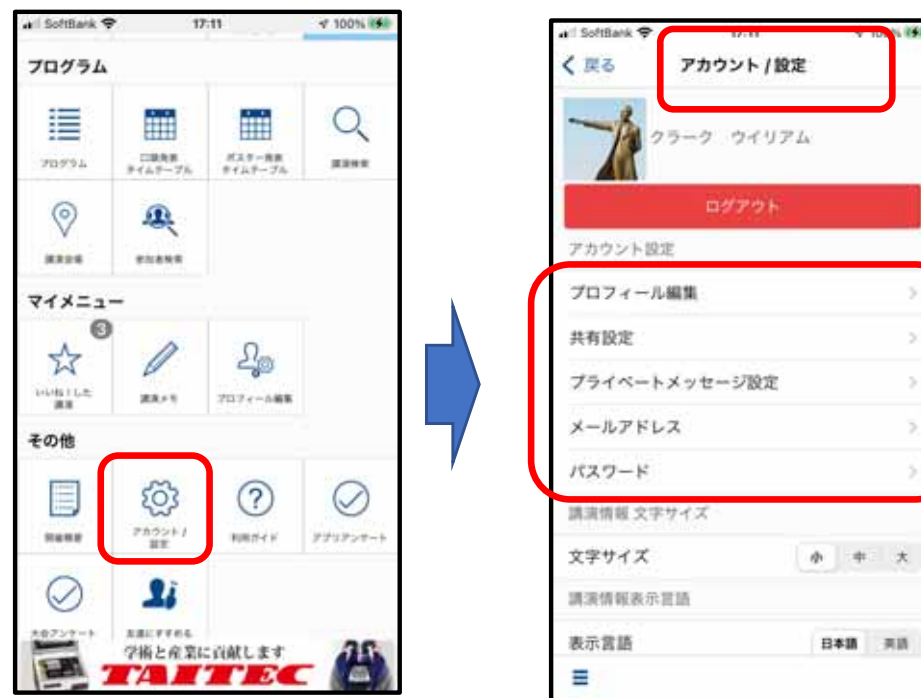 SoftBank 17:11 100%
プログラム
プログラム
口頭発表
タイムテーブル
ポスター発表
タイムテーブル
講演検索
講演会場
参加者検索
マイメニュー
3
いいね!した
講演
講演メモ
プロフィール編集
その他
開催概要
アカウント /
設定
利用ガイド
アプリアンケート
大会アンケート
友達にすすめる
学術と産業に貢献します
TAITEC
SoftBank 17:11 100%
戻る
アカウント / 設定
クラーク ウイリアム
ログアウト
アカウント設定
プロフィール編集
共有設定
プライベートメッセージ設定
メールアドレス
パスワード
講演情報 文字サイズ
文字サイズ 小 中 大
講演情報表示言語
表示言語 日本語 英語